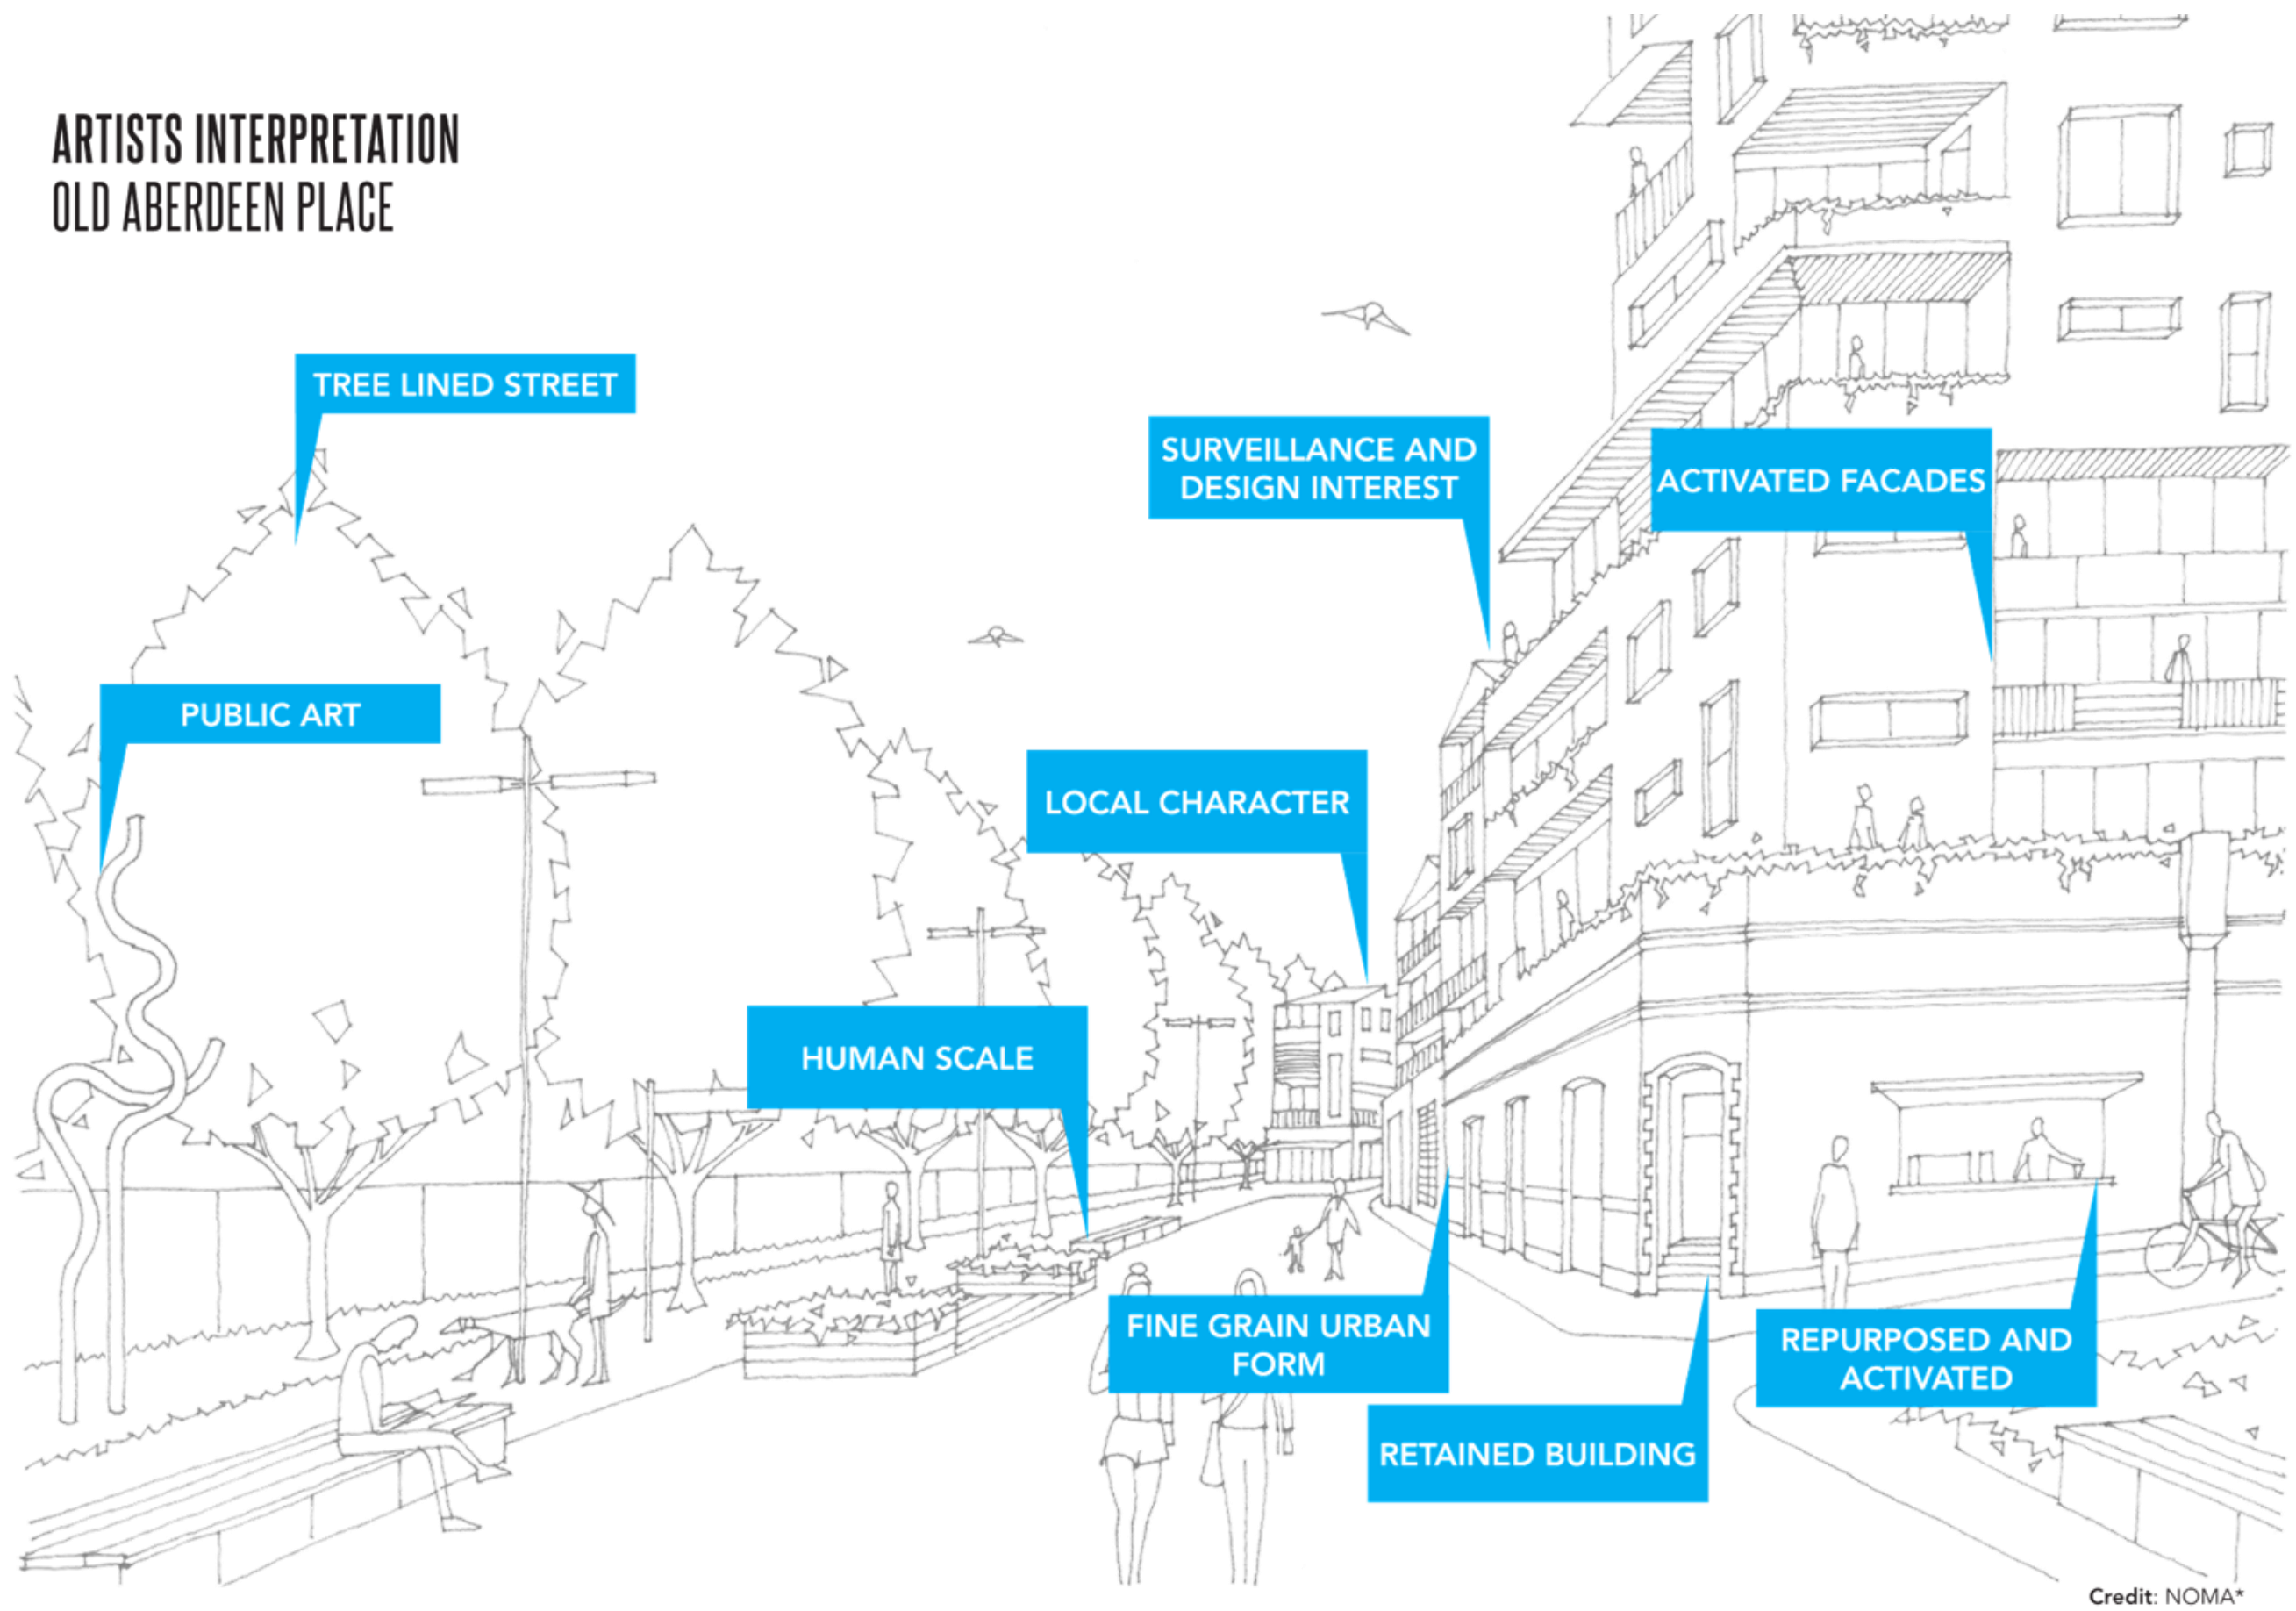 ARTISTS INTERPRETATION
OLD ABERDEEN PLACE
TREE LINED STREET
SURVEILLANCE AND
DESIGN INTEREST
ACTIVATED FACADES
PUBLIC ART
LOCAL CHARACTER
HUMAN SCALE
FINE GRAIN URBAN
FORM
REPURPOSED AND
ACTIVATED
RETAINED BUILDING
Credit: NOMA*